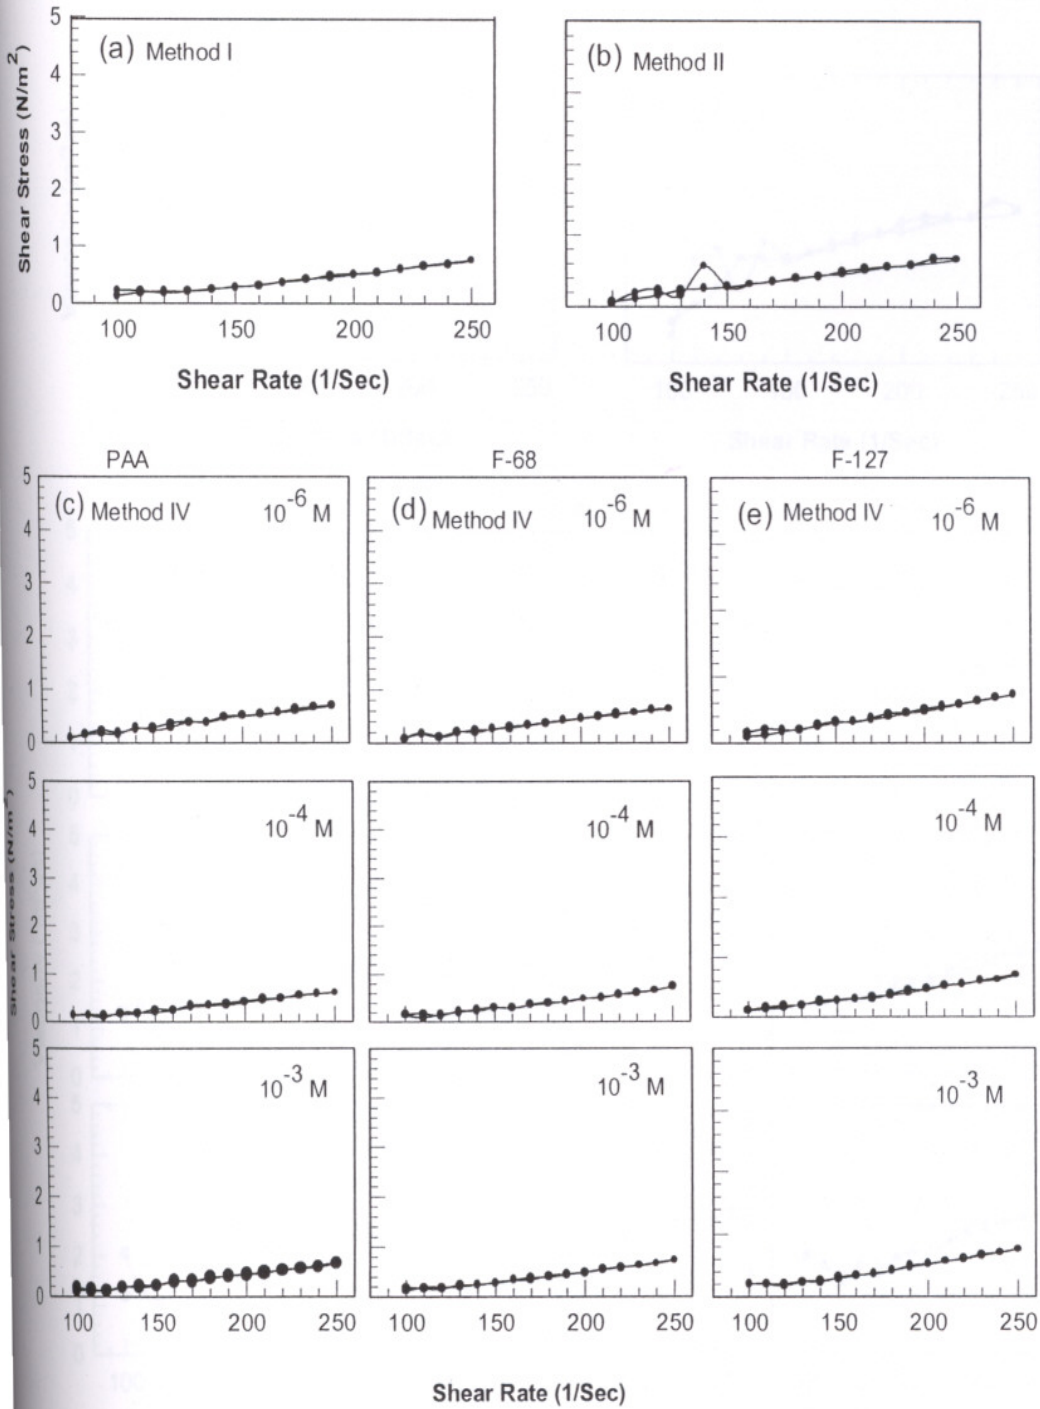 (a) Method I
(b) Method II
5
4
3
2
1
0
Shear Stress (N/m²)
100 150 200 250
100 150 200 250
Shear Rate (1/Sec)
Shear Rate (1/Sec)
PAA
F-68
F-127
(c) Method IV 10⁻⁶ M
(d) Method IV 10⁻⁶ M
(e) Method IV 10⁻⁶ M
5
4
3
2
1
0
10⁻⁴ M
10⁻⁴ M
10⁻⁴ M
5
4
3
2
1
0
Shear Stress (N/m²)
10⁻³ M
10⁻³ M
10⁻³ M
5
4
3
2
1
0
100 150 200 250
100 150 200 250
100 150 200 250
Shear Rate (1/Sec)